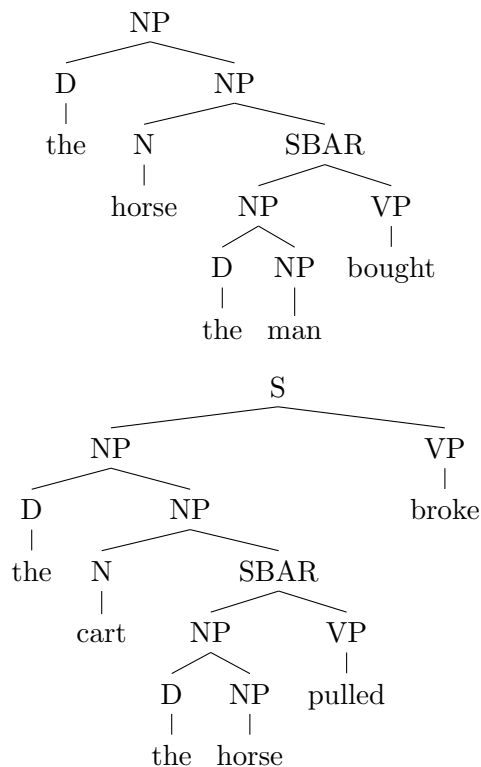 NP
D NP
the N SBAR
horse NP VP
D NP bought
the man
S
NP VP
D NP broke
the N SBAR
cart NP VP
D NP pulled
the horse